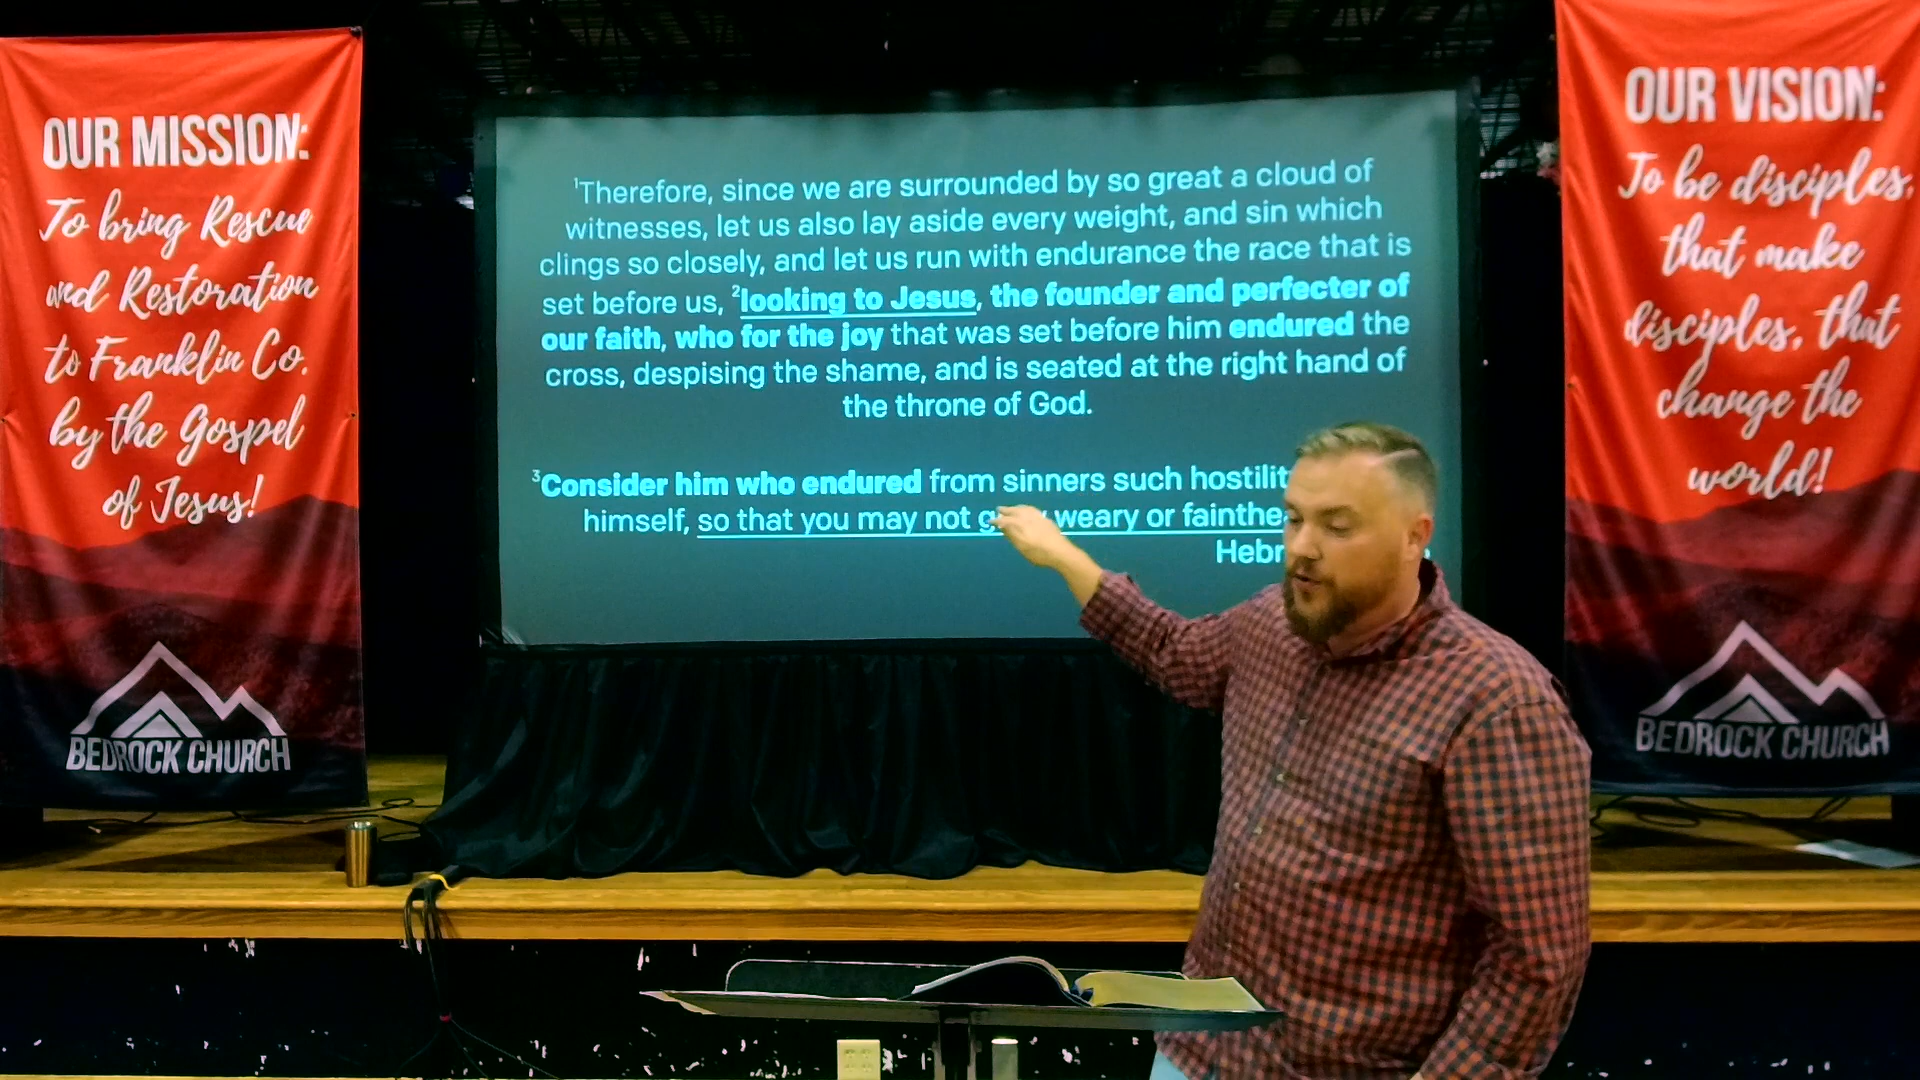 OUR MISSION:
To bring Rescue
and Restoration
to Franklin Co.
by the Gospel
of Jesus!
BEDROCK CHURCH
1Therefore, since we are surrounded by so great a cloud of
witnesses, let us also lay aside every weight, and sin which
clings so closely, and let us run with endurance the race that is
set before us, 2looking to Jesus, the founder and perfecter of
our faith, who for the joy that was set before him endured the
cross, despising the shame, and is seated at the right hand of
the throne of God.
3Consider him who endured from sinners such
himself, so that you may not weary or
OUR VISION:
To be disciples,
that make
disciples, that
change the
world!
BEDROCK CHURCH